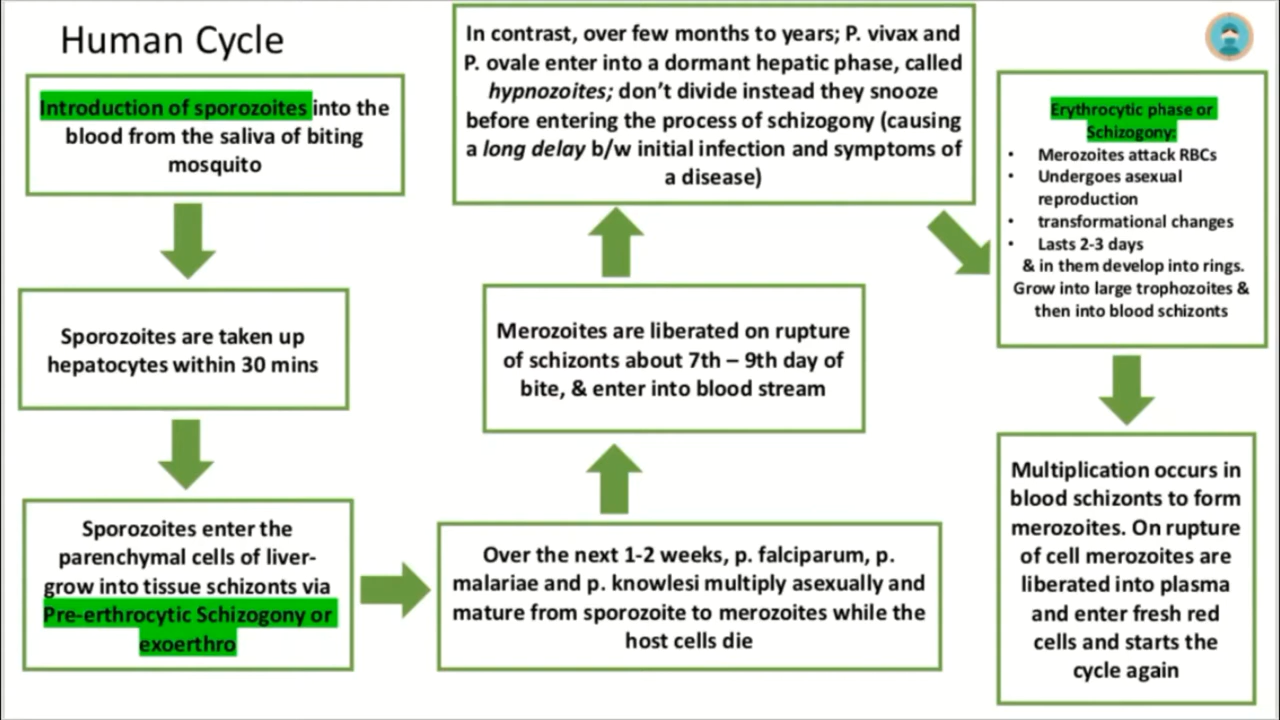 Human Cycle
Introduction of sporozoites into the
blood from the saliva of biting
mosquito
Sporozoites are taken up
hepatocytes within 30 mins
Sporozoites enter the
parenchymal cells of liver-
grow into tissue schizonts via
Pre-erthrocytic Schizogony or
exoerthro
Over the next 1-2 weeks, p. falciparum, p.
malariae and p. knowlesi multiply asexually and
mature from sporozoite to merozoites while the
host cells die
Merozoites are liberated on rupture
of schizonts about 7th – 9th day of
bite, & enter into blood stream
In contrast, over few months to years; P. vivax and
P. ovale enter into a dormant hepatic phase, called
hypnozoites; don't divide instead they snooze
before entering the process of schizogony (causing
a long delay b/w initial infection and symptoms of
a disease)
Erythrocytic phase or
Schizogony:
• Merozoites attack RBCs
• Undergoes asexual
reproduction
• transformational changes
• Lasts 2-3 days
& in them develop into rings.
Grow into large trophozoites &
then into blood schizonts
Multiplication occurs in
blood schizonts to form
merozoites. On rupture
of cell merozoites are
liberated into plasma
and enter fresh red
cells and starts the
cycle again